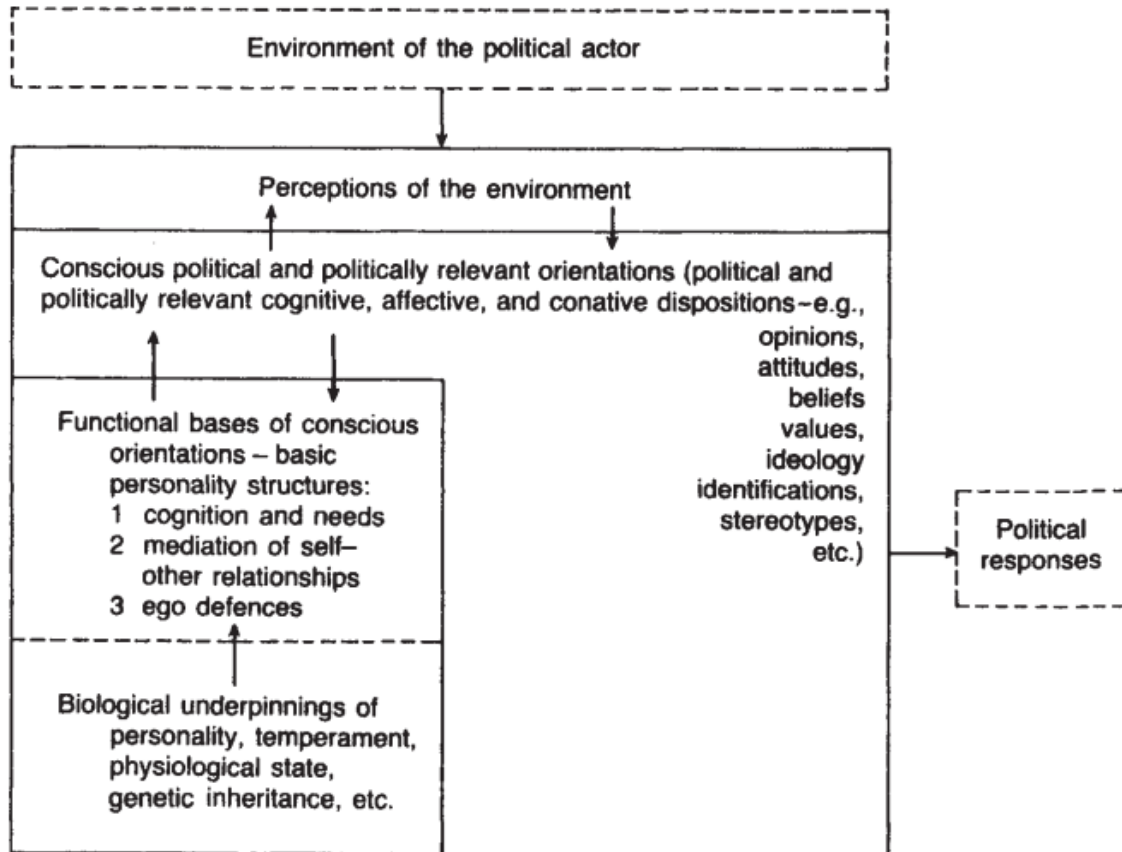 Environment of the political actor
Perceptions of the environment
Conscious political and politically relevant orientations (political and
politically relevant cognitive, affective, and conative dispositions–e.g.,
opinions,
attitudes,
beliefs
values,
ideology
identifications,
stereotypes,
etc.)
Functional bases of conscious
orientations – basic
personality structures:
1 cognition and needs
2 mediation of self–
other relationships
3 ego defences
Biological underpinnings of
personality, temperament,
physiological state,
genetic inheritance, etc.
Political
responses